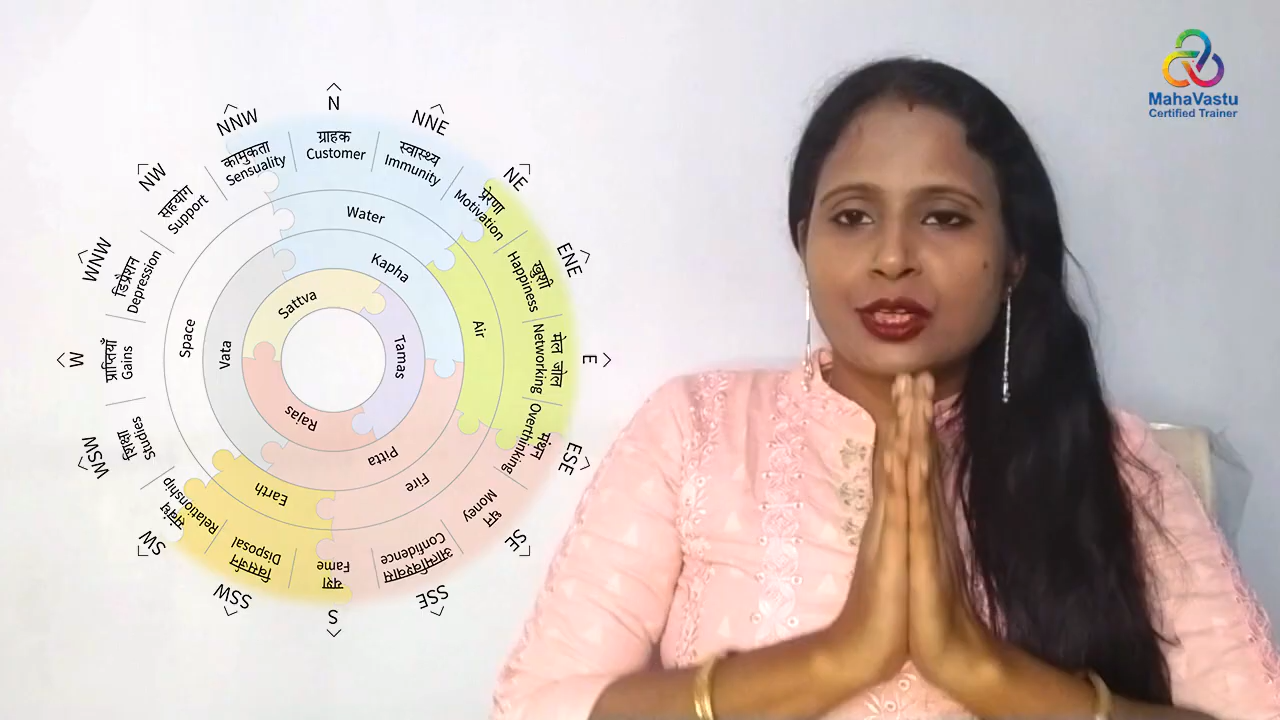 MahaVastu
Certified Trainer
N
ग्राहक
Customer
NNE
स्वास्थ्य
Immunity
NE
प्रेरणा
Motivation
ENE
खुशी
Happiness
E
मेल जोल
Networking
ESE
मंथन
Overthinking
SE
धन
Money
SSE
आत्मविश्वास
Confidence
S
यश
Fame
SSW
विसर्जन
Disposal
SW
संबंध
Relationship
WSW
शिक्षा
Studies
W
प्राप्तियाँ
Gains
WNW
डिप्रेशन
Depression
NW
सहयोग
Support
NNW
कामुकता
Sensuality
Water
Air
Fire
Earth
Space
Kapha
Pitta
Vata
Sattva
Tamas
Rajas